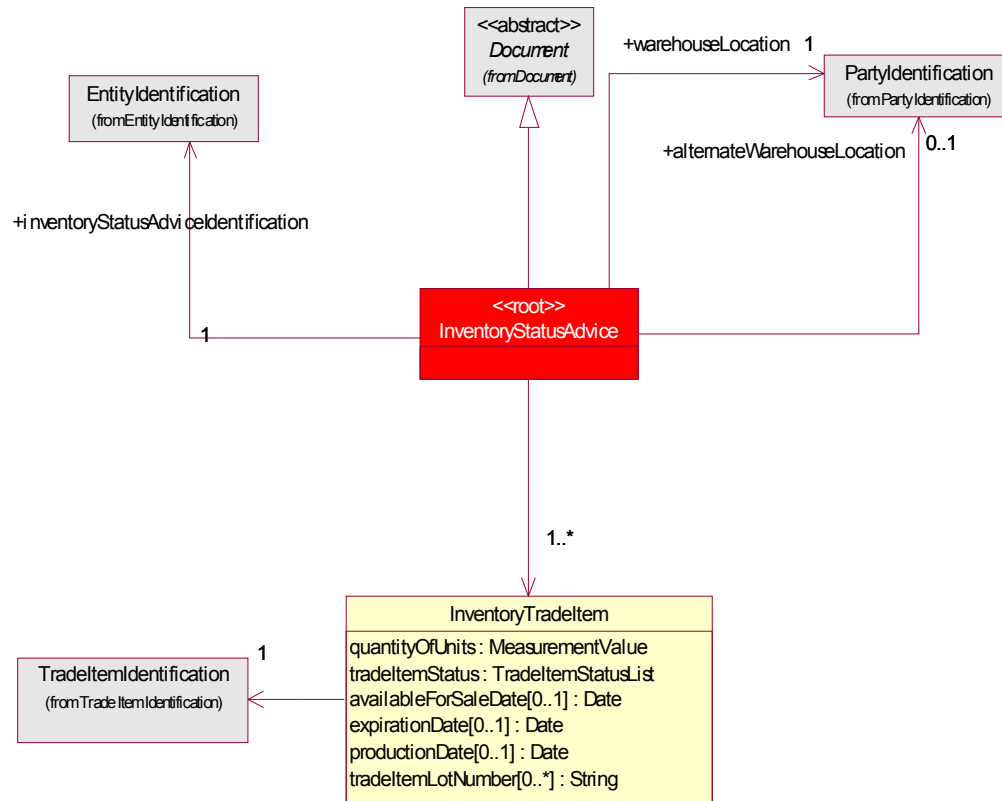 <<abstract>>
Document
(fromDocument)
+warehouseLocation
1
PartyIdentification
(fromPartyIdentification)
EntityIdentification
(fromEntityIdentification)
+alternateWarehouseLocation
0..1
+inventoryStatusAdviceIdentification
<<root>>
InventoryStatusAdvice
1
1..*
InventoryTradeItem
quantityOfUnits : MeasurementValue
tradeItemStatus : TradeItemStatusList
availableForSaleDate[0..1] : Date
expirationDate[0..1] : Date
productionDate[0..1] : Date
tradeItemLotNumber[0..*] : String
1
TradeItemIdentification
(fromTradeItemIdentification)